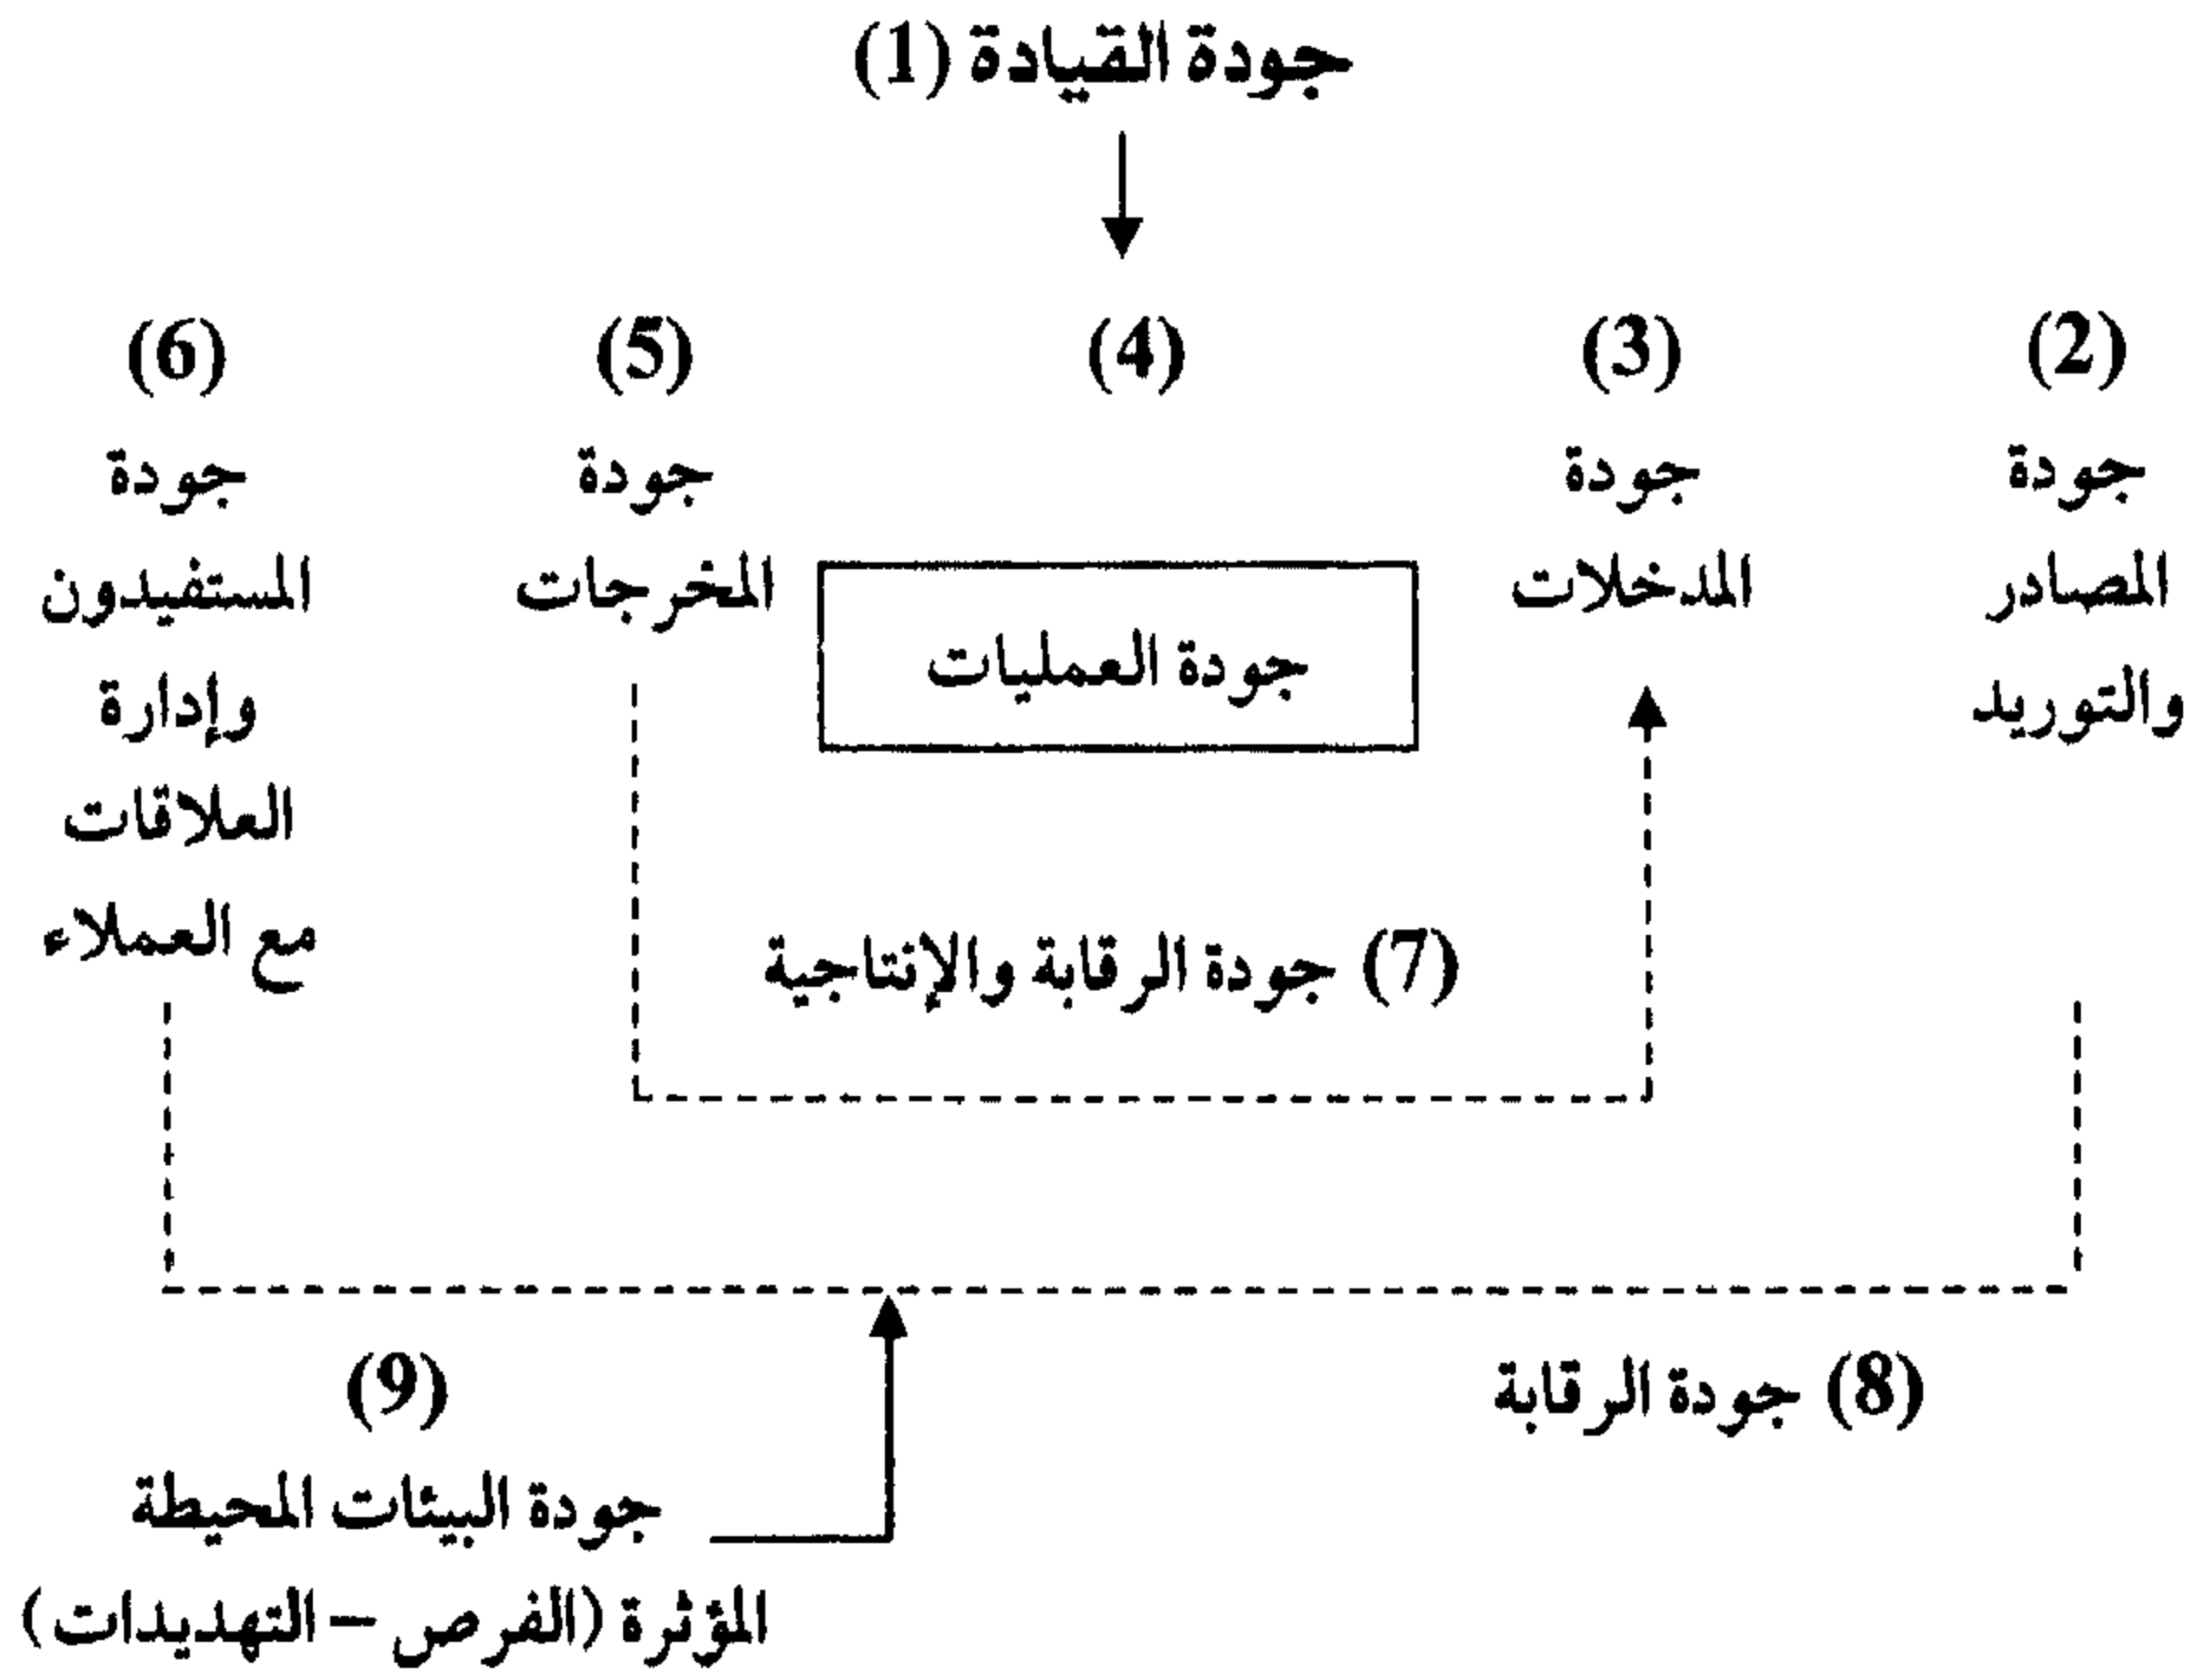 جودة القيادة (1)
(2)
جودة
المصادر
والتوريد
(3)
جودة
المدخلات
(4)
جودة العمليات
(5)
جودة
المخرجات
(6)
جودة
المستفيدون
وإدارة
العلاقات
مع العملاء
(7) جودة الرقابة والإنتاجية
(8) جودة الرقابة
(9)
جودة البيئات المحيطة
المؤثرة (الفرص – التهديدات)